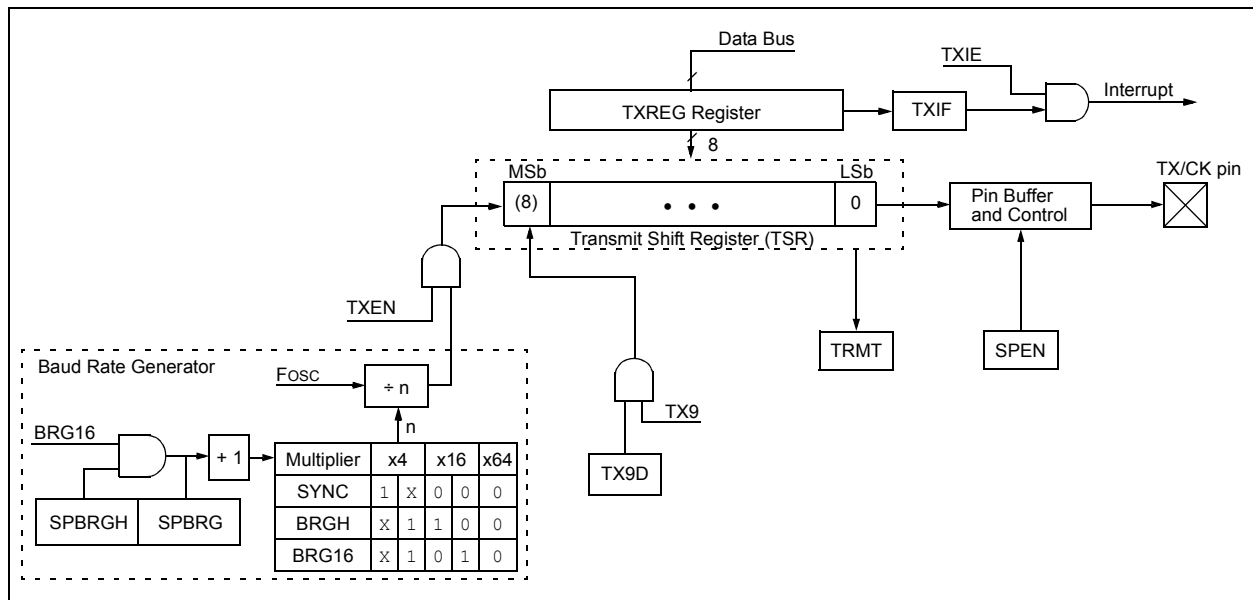 Data Bus
TXIE
Interrupt
TXREG Register
TXIF
8
MSb
LSb
TX/CK pin
(8)
• • •
0
Pin Buffer
and Control
Transmit Shift Register (TSR)
TXEN
TRMT
SPEN
Baud Rate Generator
FOSC
÷ n
n
TX9
BRG16
+ 1
Multiplier x4 x16 x64
SYNC 1 X 0 0 0
BRGH X 1 1 0 0
BRG16 X 1 0 1 0
SPBRGH SPBRG
TX9D